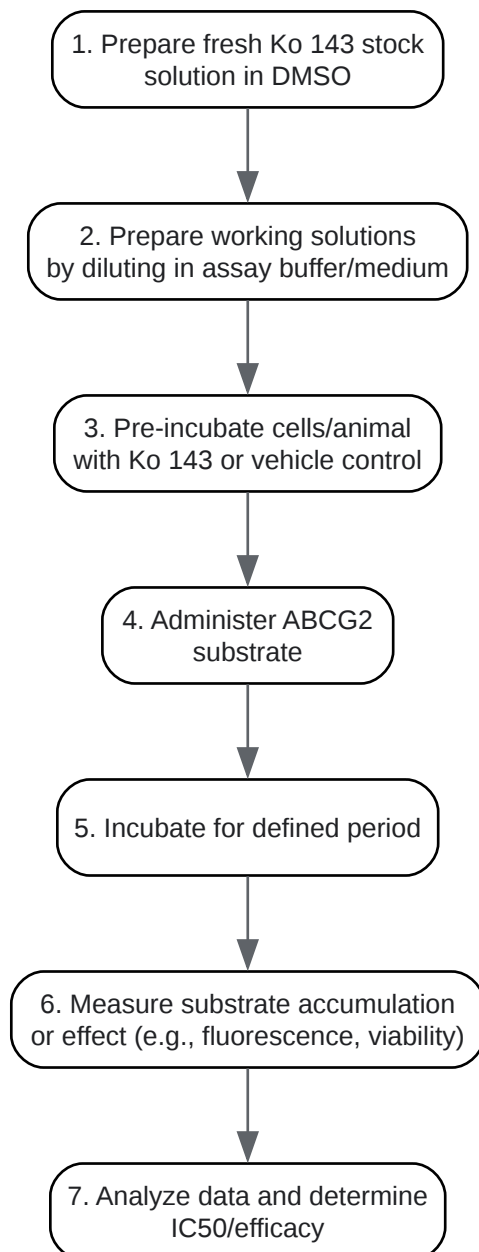 1. Prepare fresh Ko 143 stock
solution in DMSO
2. Prepare working solutions
by diluting in assay buffer/medium
3. Pre-incubate cells/animal
with Ko 143 or vehicle control
4. Administer ABCG2
substrate
5. Incubate for defined period
6. Measure substrate accumulation
or effect (e.g., fluorescence, viability)
7. Analyze data and determine
IC50/efficacy